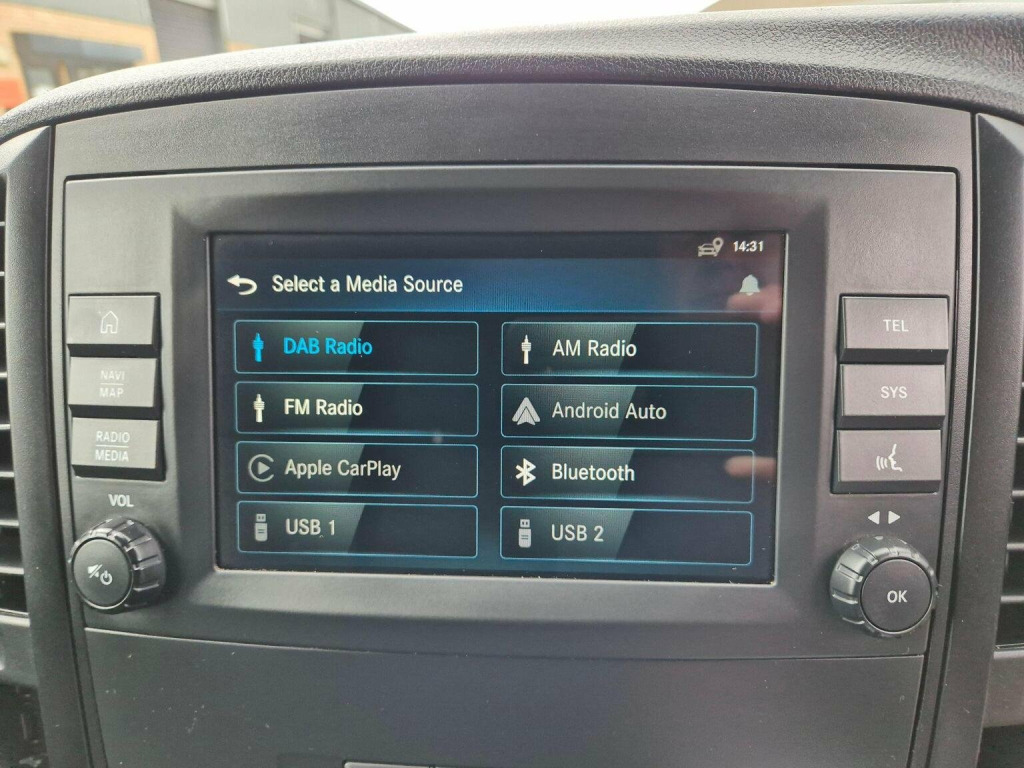 14:31
Select a Media Source
DAB Radio
AM Radio
FM Radio
Android Auto
Apple CarPlay
Bluetooth
USB 1
USB 2
NAVI
MAP
RADIO
MEDIA
VOL
TEL
SYS
OK